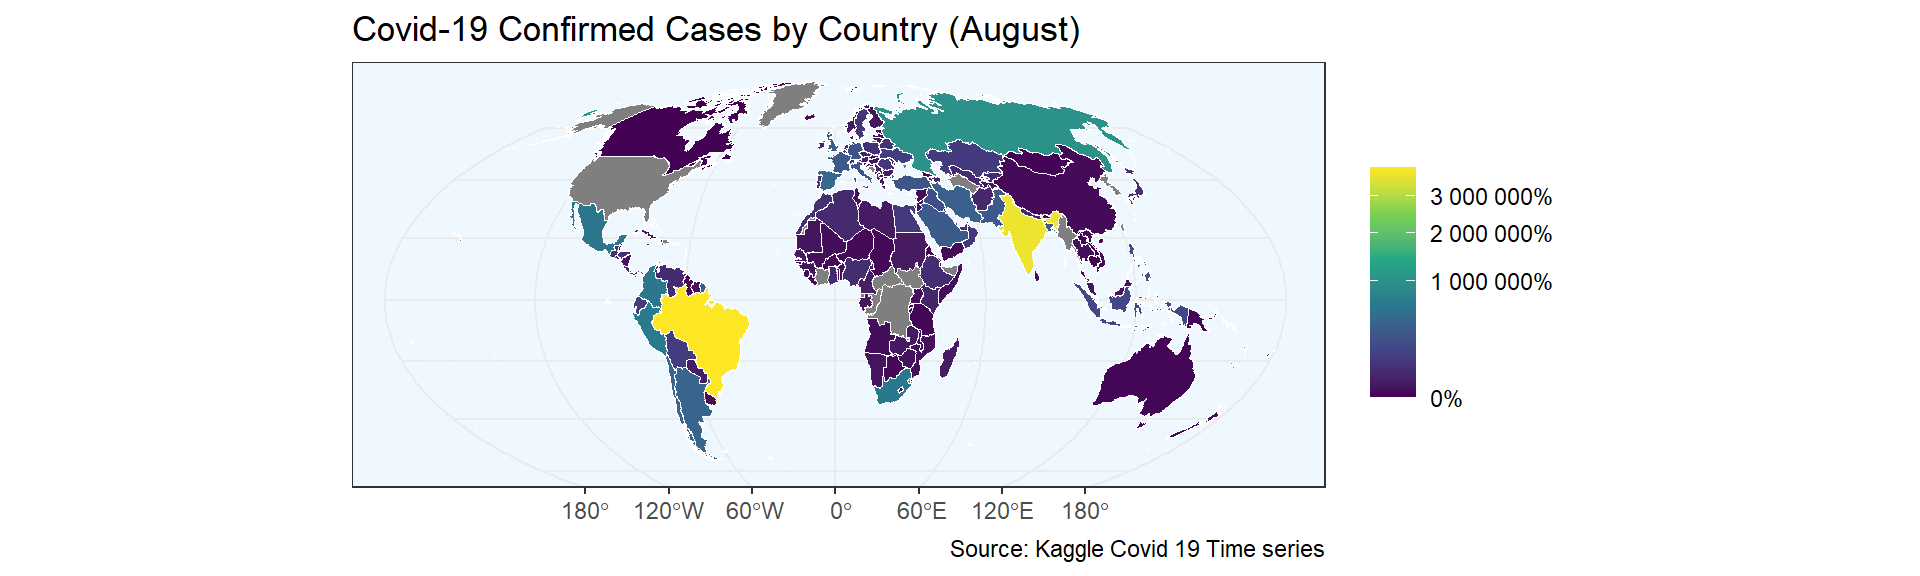 Covid-19 Confirmed Cases by Country (August)
3 000 000%
2 000 000%
1 000 000%
0%
180° 120°W 60°W 0° 60°E 120°E 180°
Source: Kaggle Covid 19 Time series